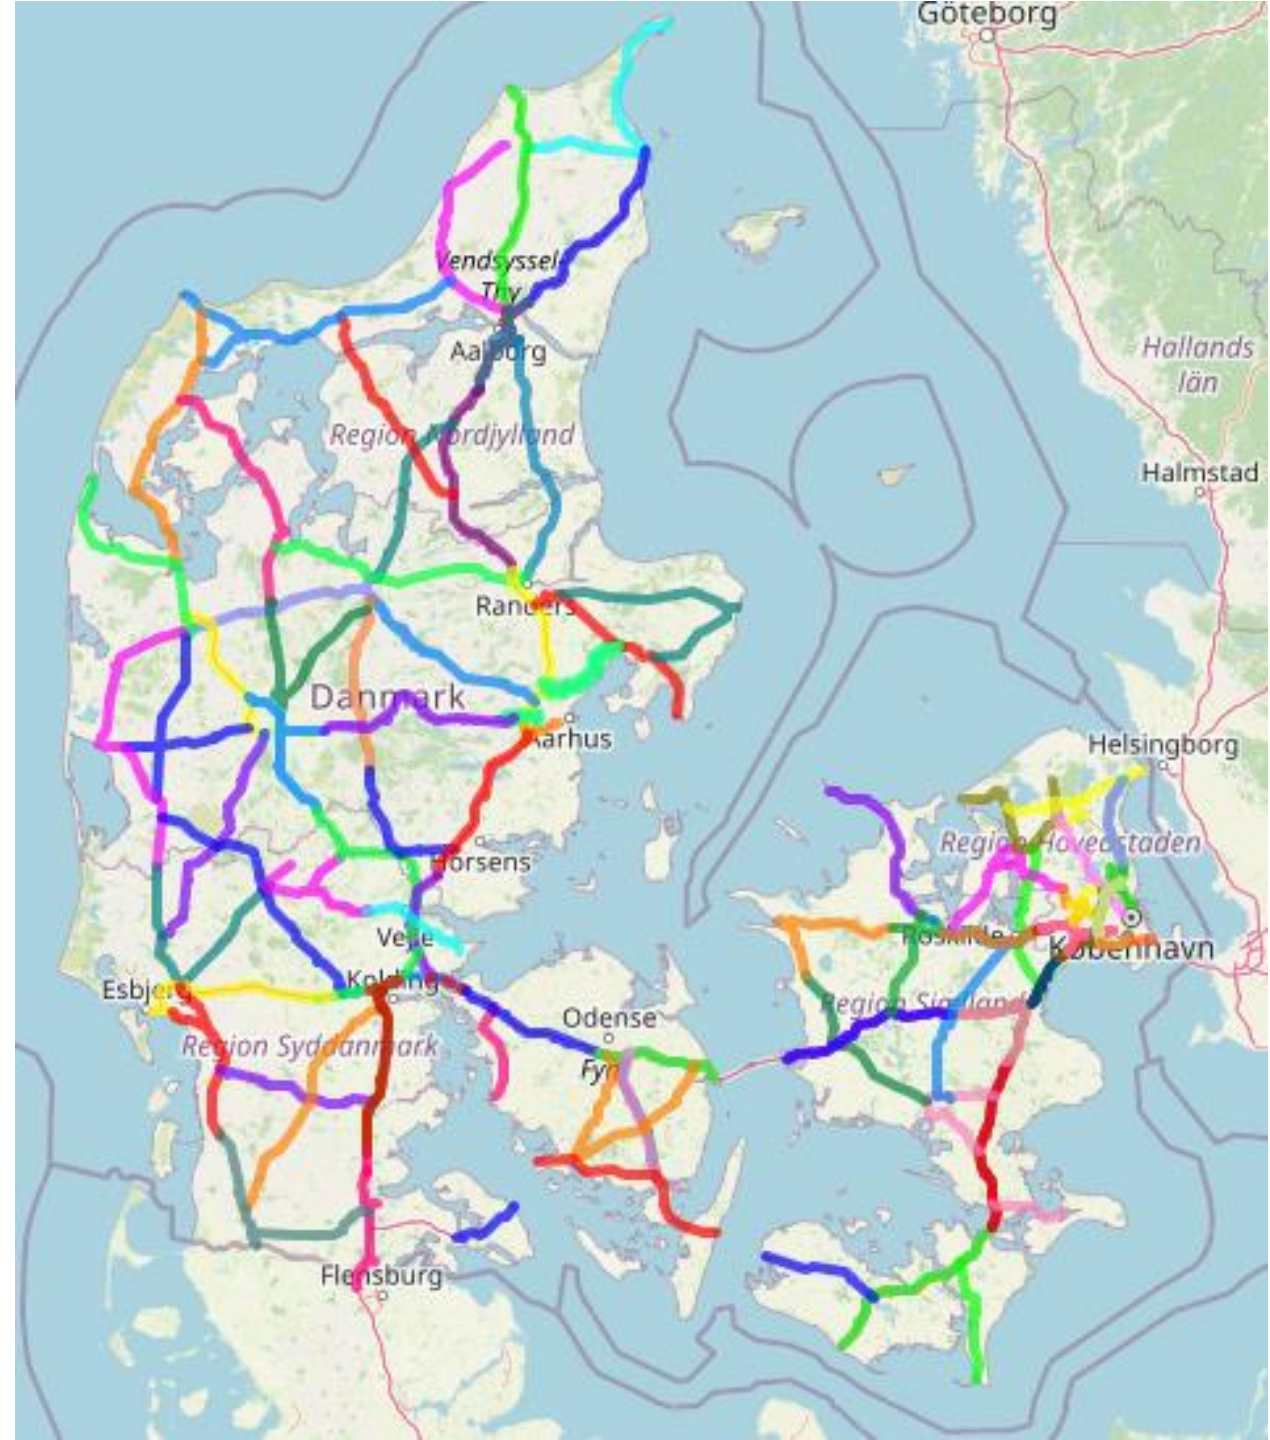 Göteborg
Vendsyssel-
Thy
Hallands
län
Aalborg
Region Nordjylland
Halmstad
Randers
Danmark
Aarhus
Helsingborg
Region Hovedstaden
Horsens
Vejle
Roskilde
København
Esbjerg
Kolding
Region Sjælland
Odense
Region Syddanmark
Fyn
Flensburg